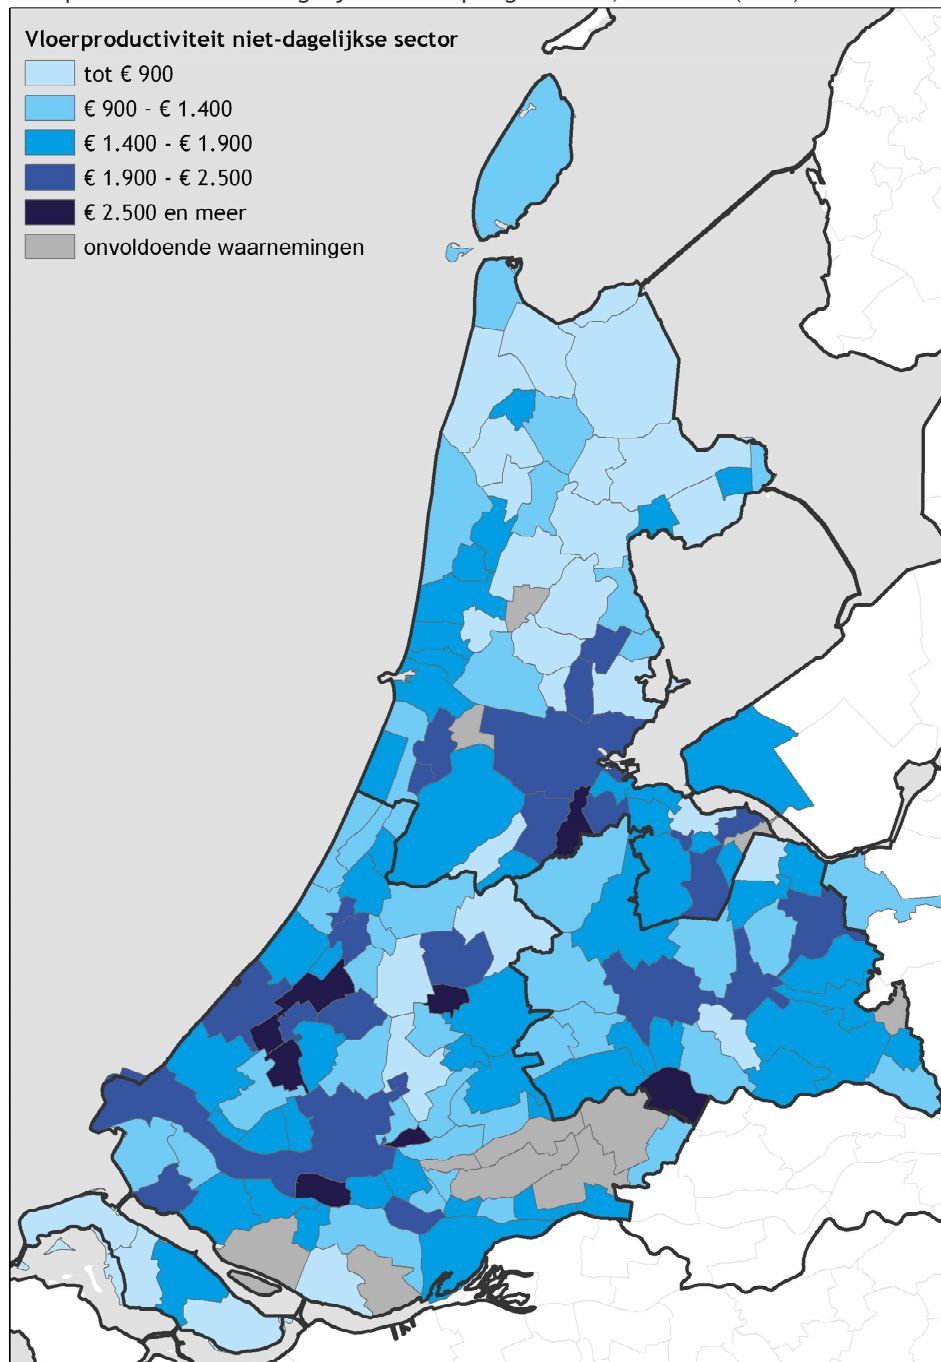 Vloerproductiviteit niet-dagelijkse sector
tot € 900
€ 900 - € 1.400
€ 1.400 - € 1.900
€ 1.900 - € 2.500
€ 2.500 en meer
onvoldoende waarnemingen